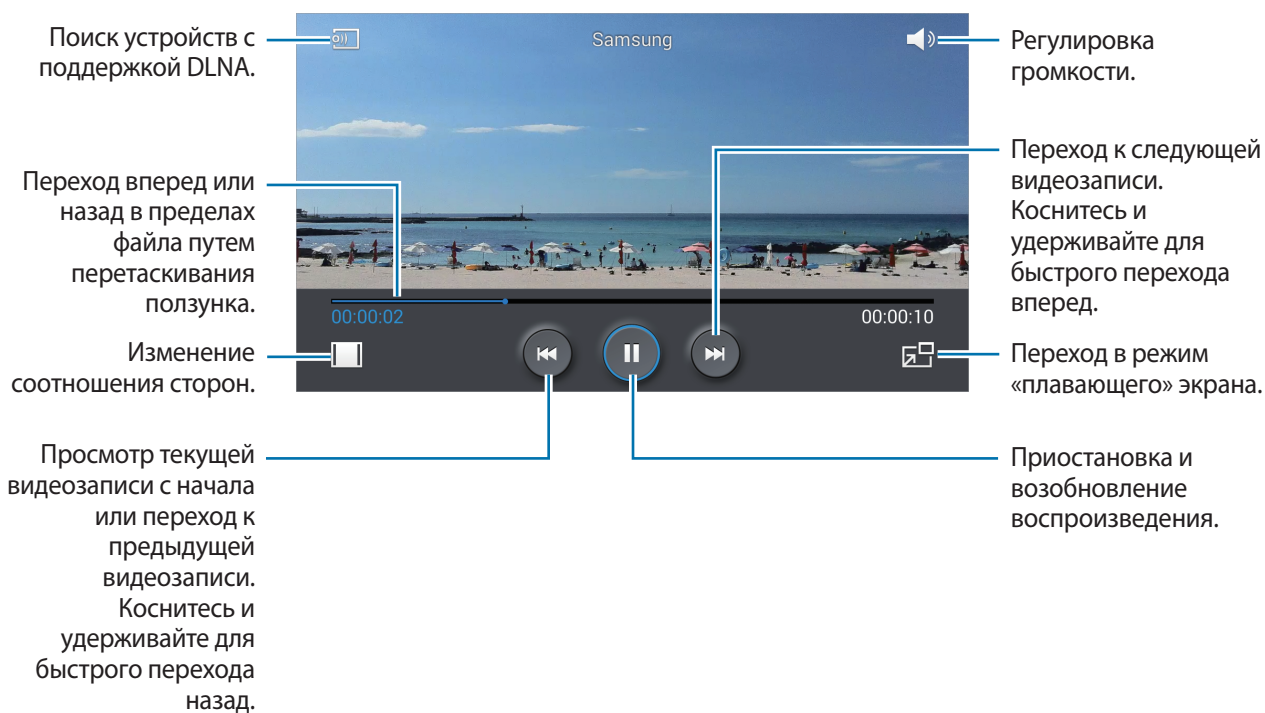 Поиск устройств с
поддержкой DLNA.
Samsung
Регулировка
громкости.
Переход вперед или
назад в пределах
файла путем
перетаскивания
ползунка.
Переход к следующей
видеозаписи.
Коснитесь и
удерживайте для
быстрого перехода
вперед.
00:00:02
00:00:10
Изменение
соотношения сторон.
Переход в режим
«плавающего» экрана.
Просмотр текущей
видеозаписи с начала
или переход к
предыдущей
видеозаписи.
Коснитесь и
удерживайте для
быстрого перехода
назад.
Приостановка и
возобновление
воспроизведения.